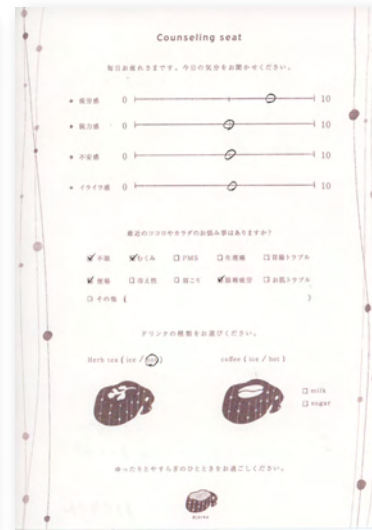 Counseling seat
毎日お疲れさまです。今日の気分をお聞かせください。
疲労感 0 10
脱力感 0 10
不安感 0 10
イライラ感 0 10
最近のココロやカラダのお悩み事はありますか？
不眠 むくみ PMS 生理痛 胃腸トラブル
便秘 冷え性 肩こり 眼精疲労 お肌トラブル
その他 ( )
ドリンクの種類をお選びください。
Herb tea ( ice / hot ) coffee ( ice / hot )
milk
sugar
ゆったりとやすらぎのひとときをお過ごしください。